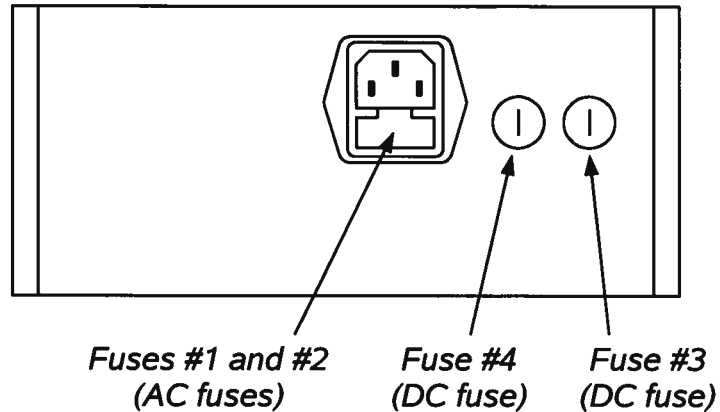 Fuses #1 and #2
(AC fuses)
Fuse #4
(DC fuse)
Fuse #3
(DC fuse)